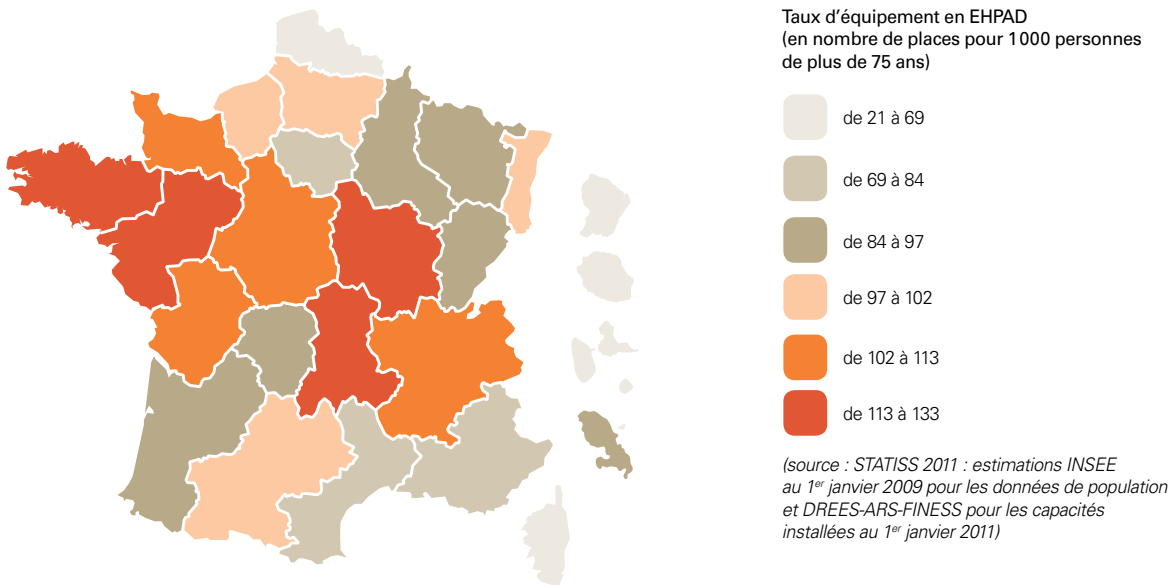 Taux d'équipement en EHPAD
(en nombre de places pour 1000 personnes
de plus de 75 ans)
de 21 à 69
de 69 à 84
de 84 à 97
de 97 à 102
de 102 à 113
de 113 à 133
(source : STATISS 2011 : estimations INSEE
au 1er janvier 2009 pour les données de population
et DREES-ARS-FINESS pour les capacités
installées au 1er janvier 2011)